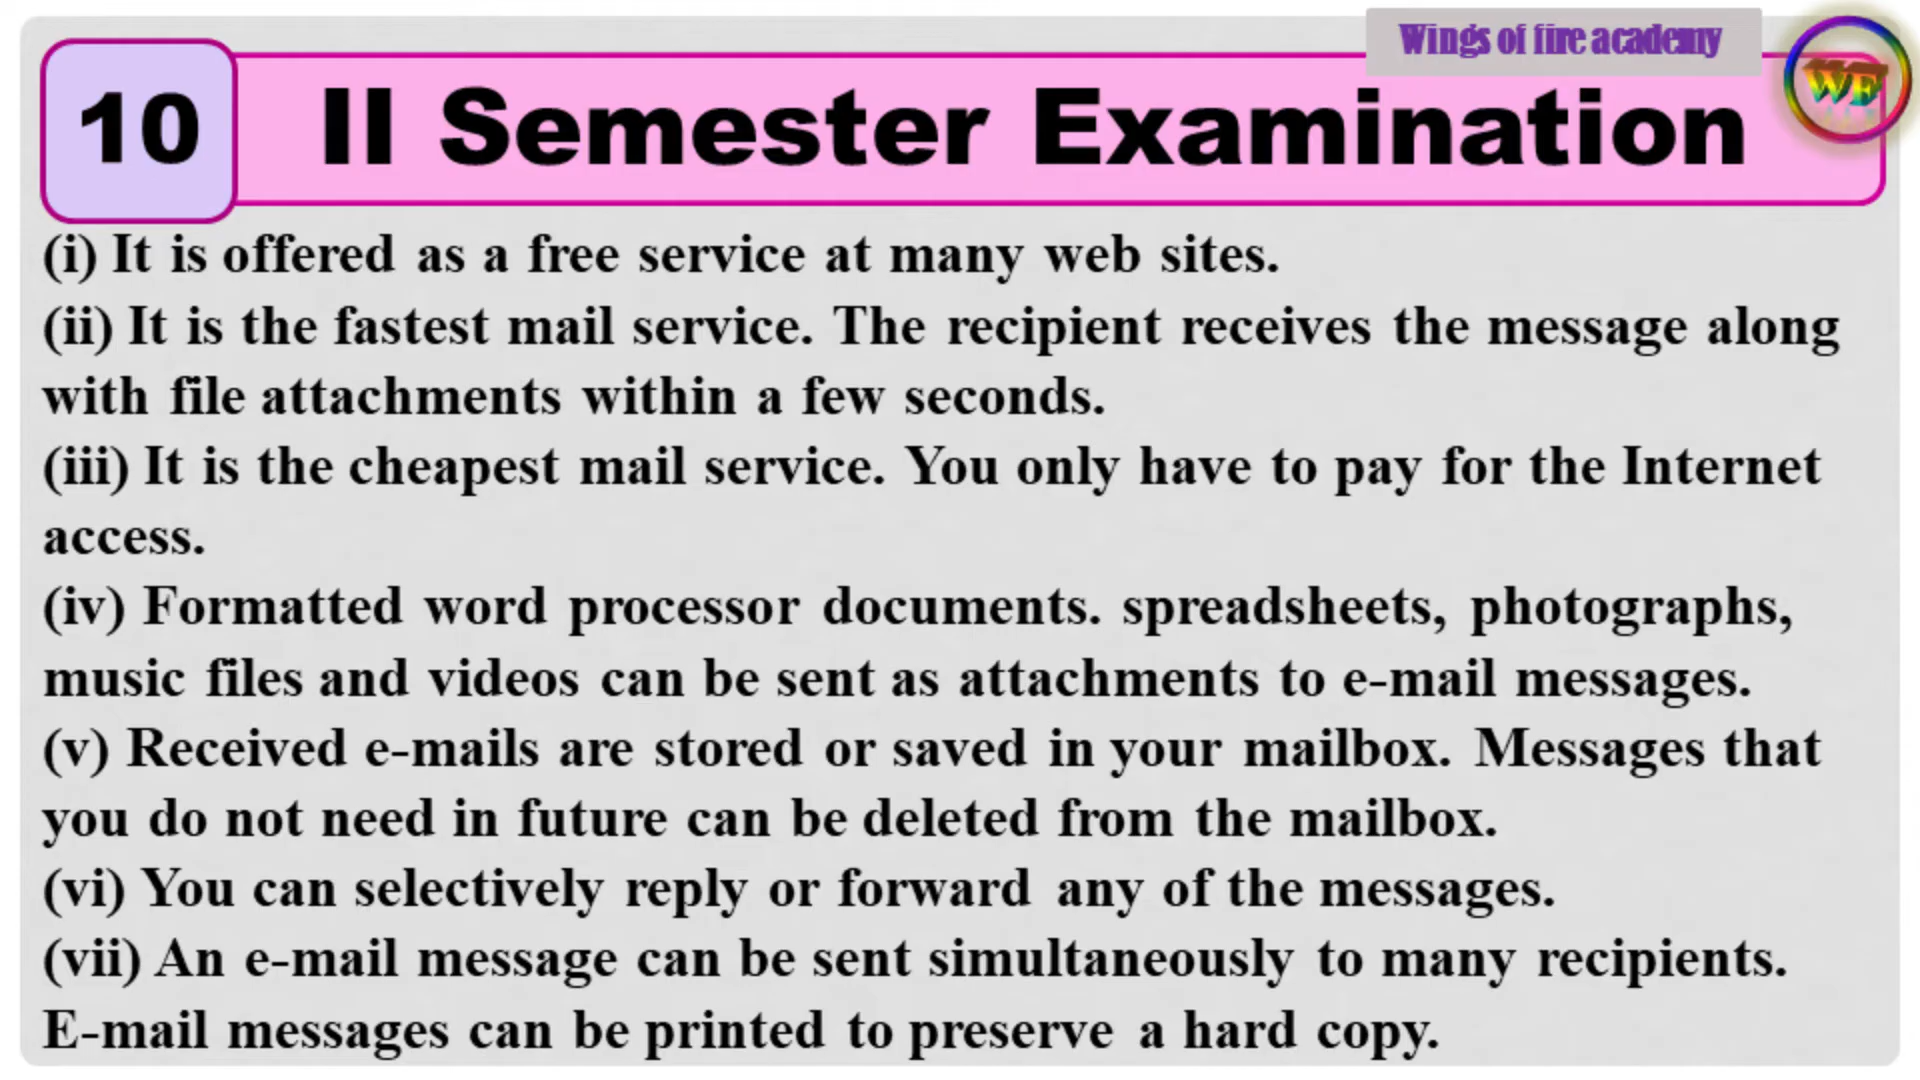 Wings of fire academy
WE
10 II Semester Examination
(i) It is offered as a free service at many web sites.
(ii) It is the fastest mail service. The recipient receives the message along
with file attachments within a few seconds.
(iii) It is the cheapest mail service. You only have to pay for the Internet
access.
(iv) Formatted word processor documents. spreadsheets, photographs,
music files and videos can be sent as attachments to e-mail messages.
(v) Received e-mails are stored or saved in your mailbox. Messages that
you do not need in future can be deleted from the mailbox.
(vi) You can selectively reply or forward any of the messages.
(vii) An e-mail message can be sent simultaneously to many recipients.
E-mail messages can be printed to preserve a hard copy.